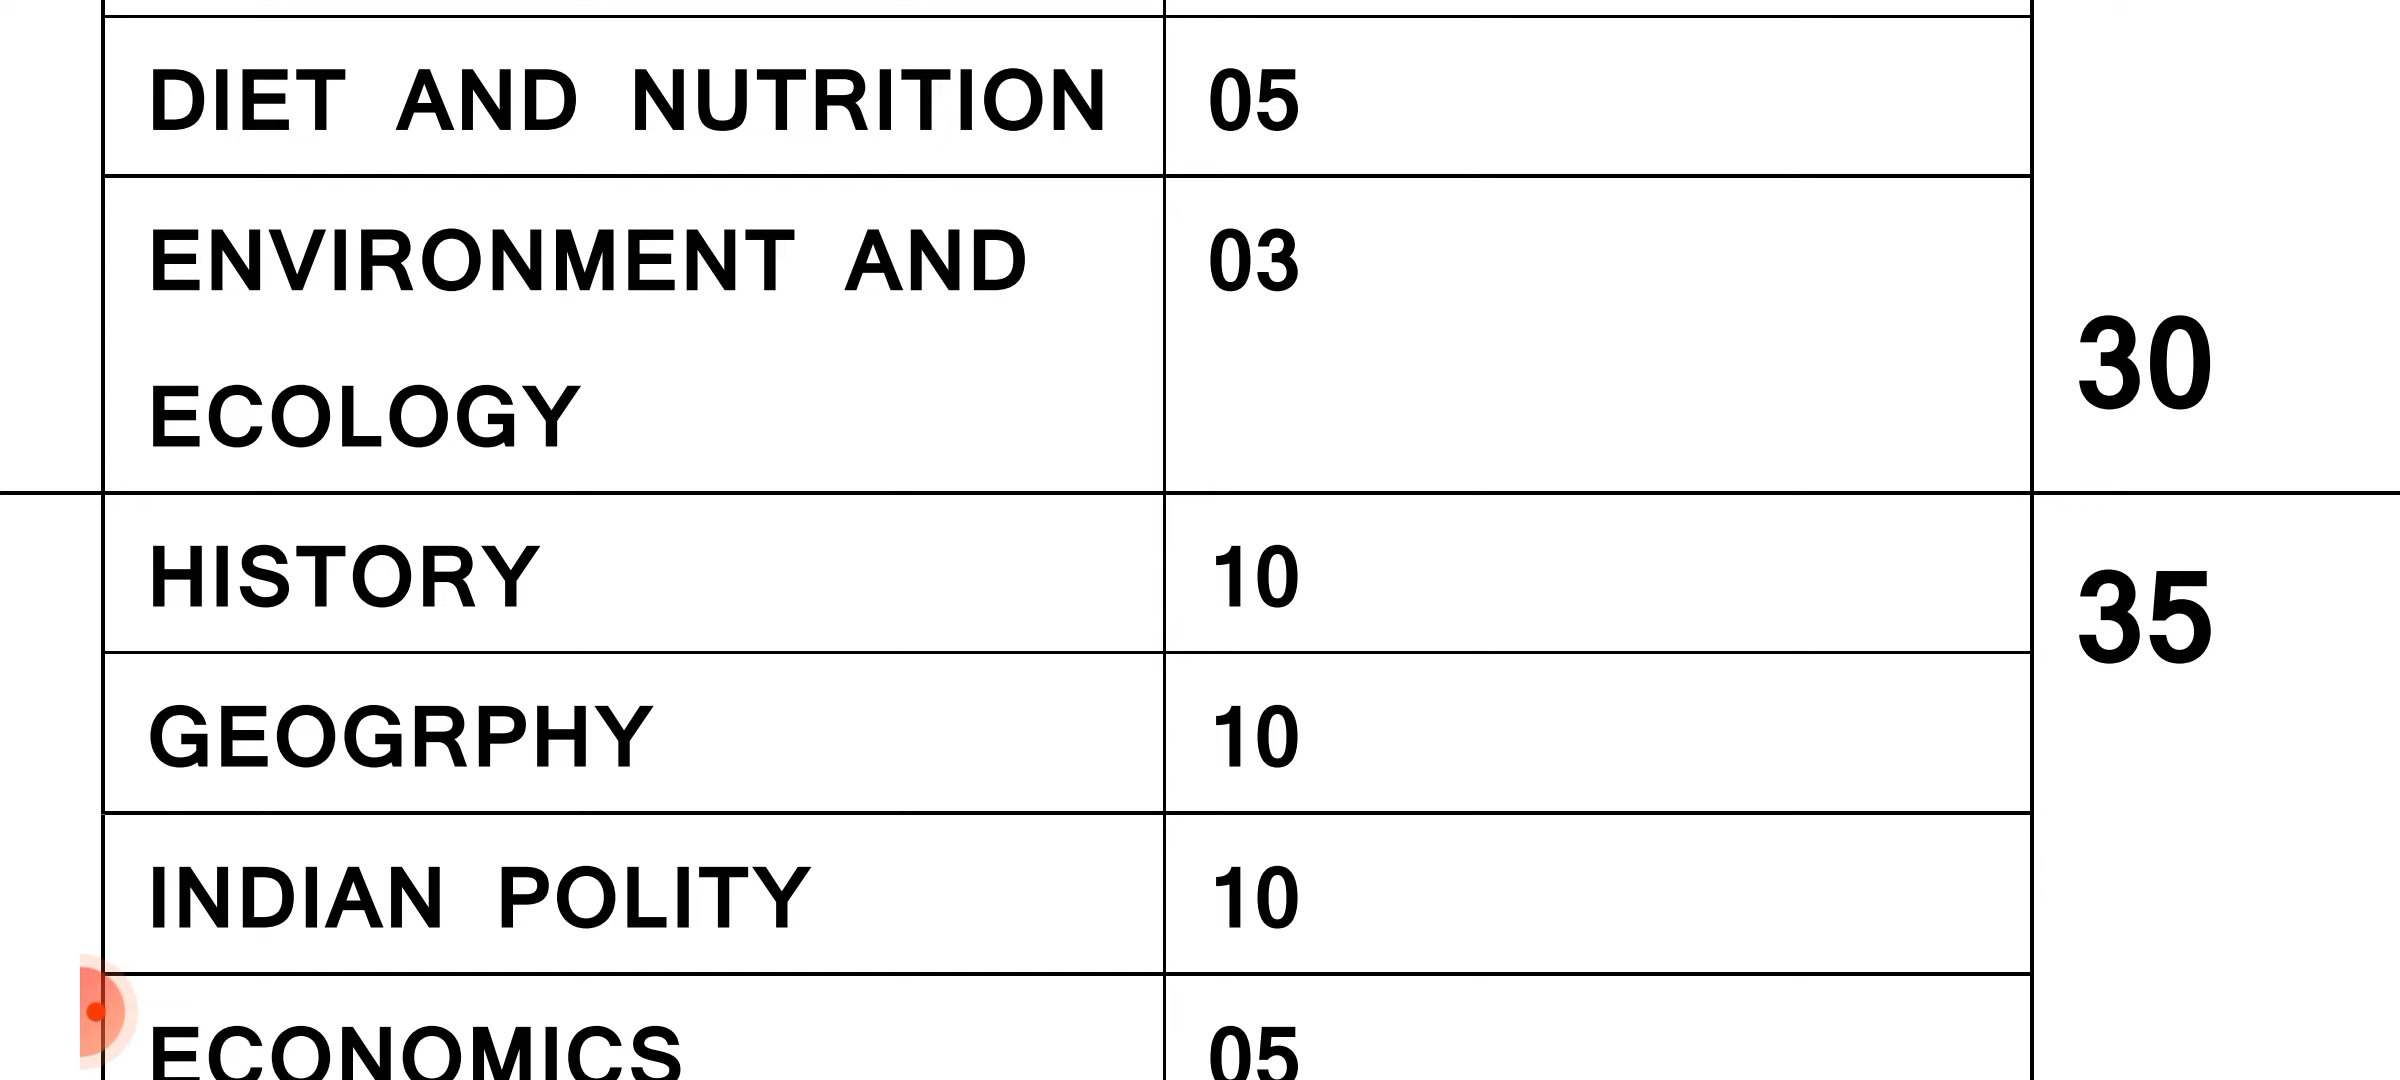 DIET AND NUTRITION 05
ENVIRONMENT AND 03
ECOLOGY
30
HISTORY 10
35
GEOGRPHY 10
INDIAN POLITY 10
ECONOMICS 05